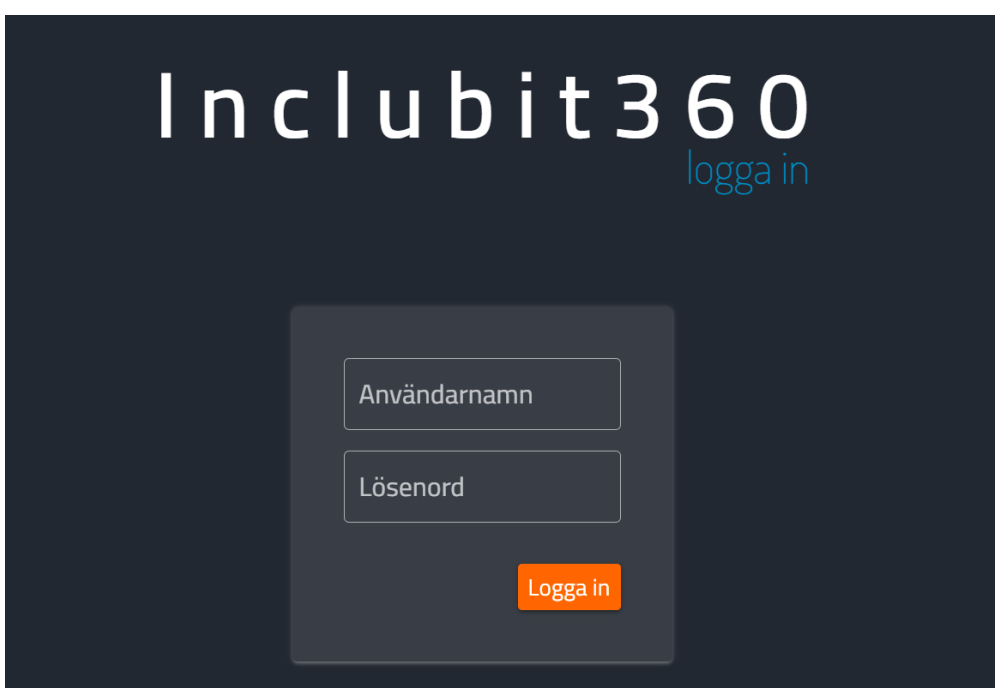 Inclubit360
logga in
Användarnamn
Lösenord
Logga in